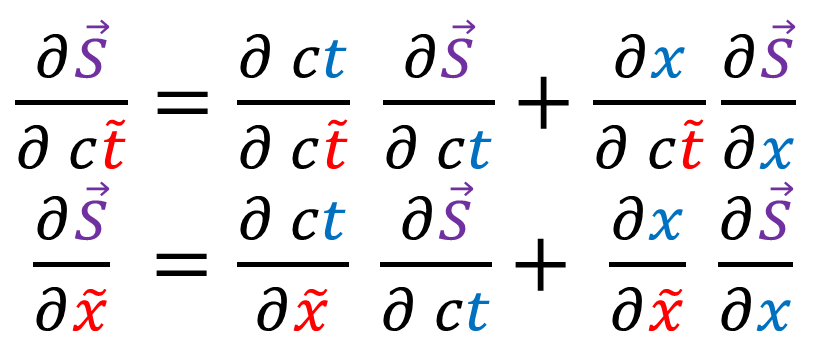 ∂S⃗/∂ct̃ = ∂ct/∂ct̃ ∂S⃗/∂ct + ∂x/∂ct̃ ∂S⃗/∂x
∂S⃗/∂x̃ = ∂ct/∂x̃ ∂S⃗/∂ct + ∂x/∂x̃ ∂S⃗/∂x